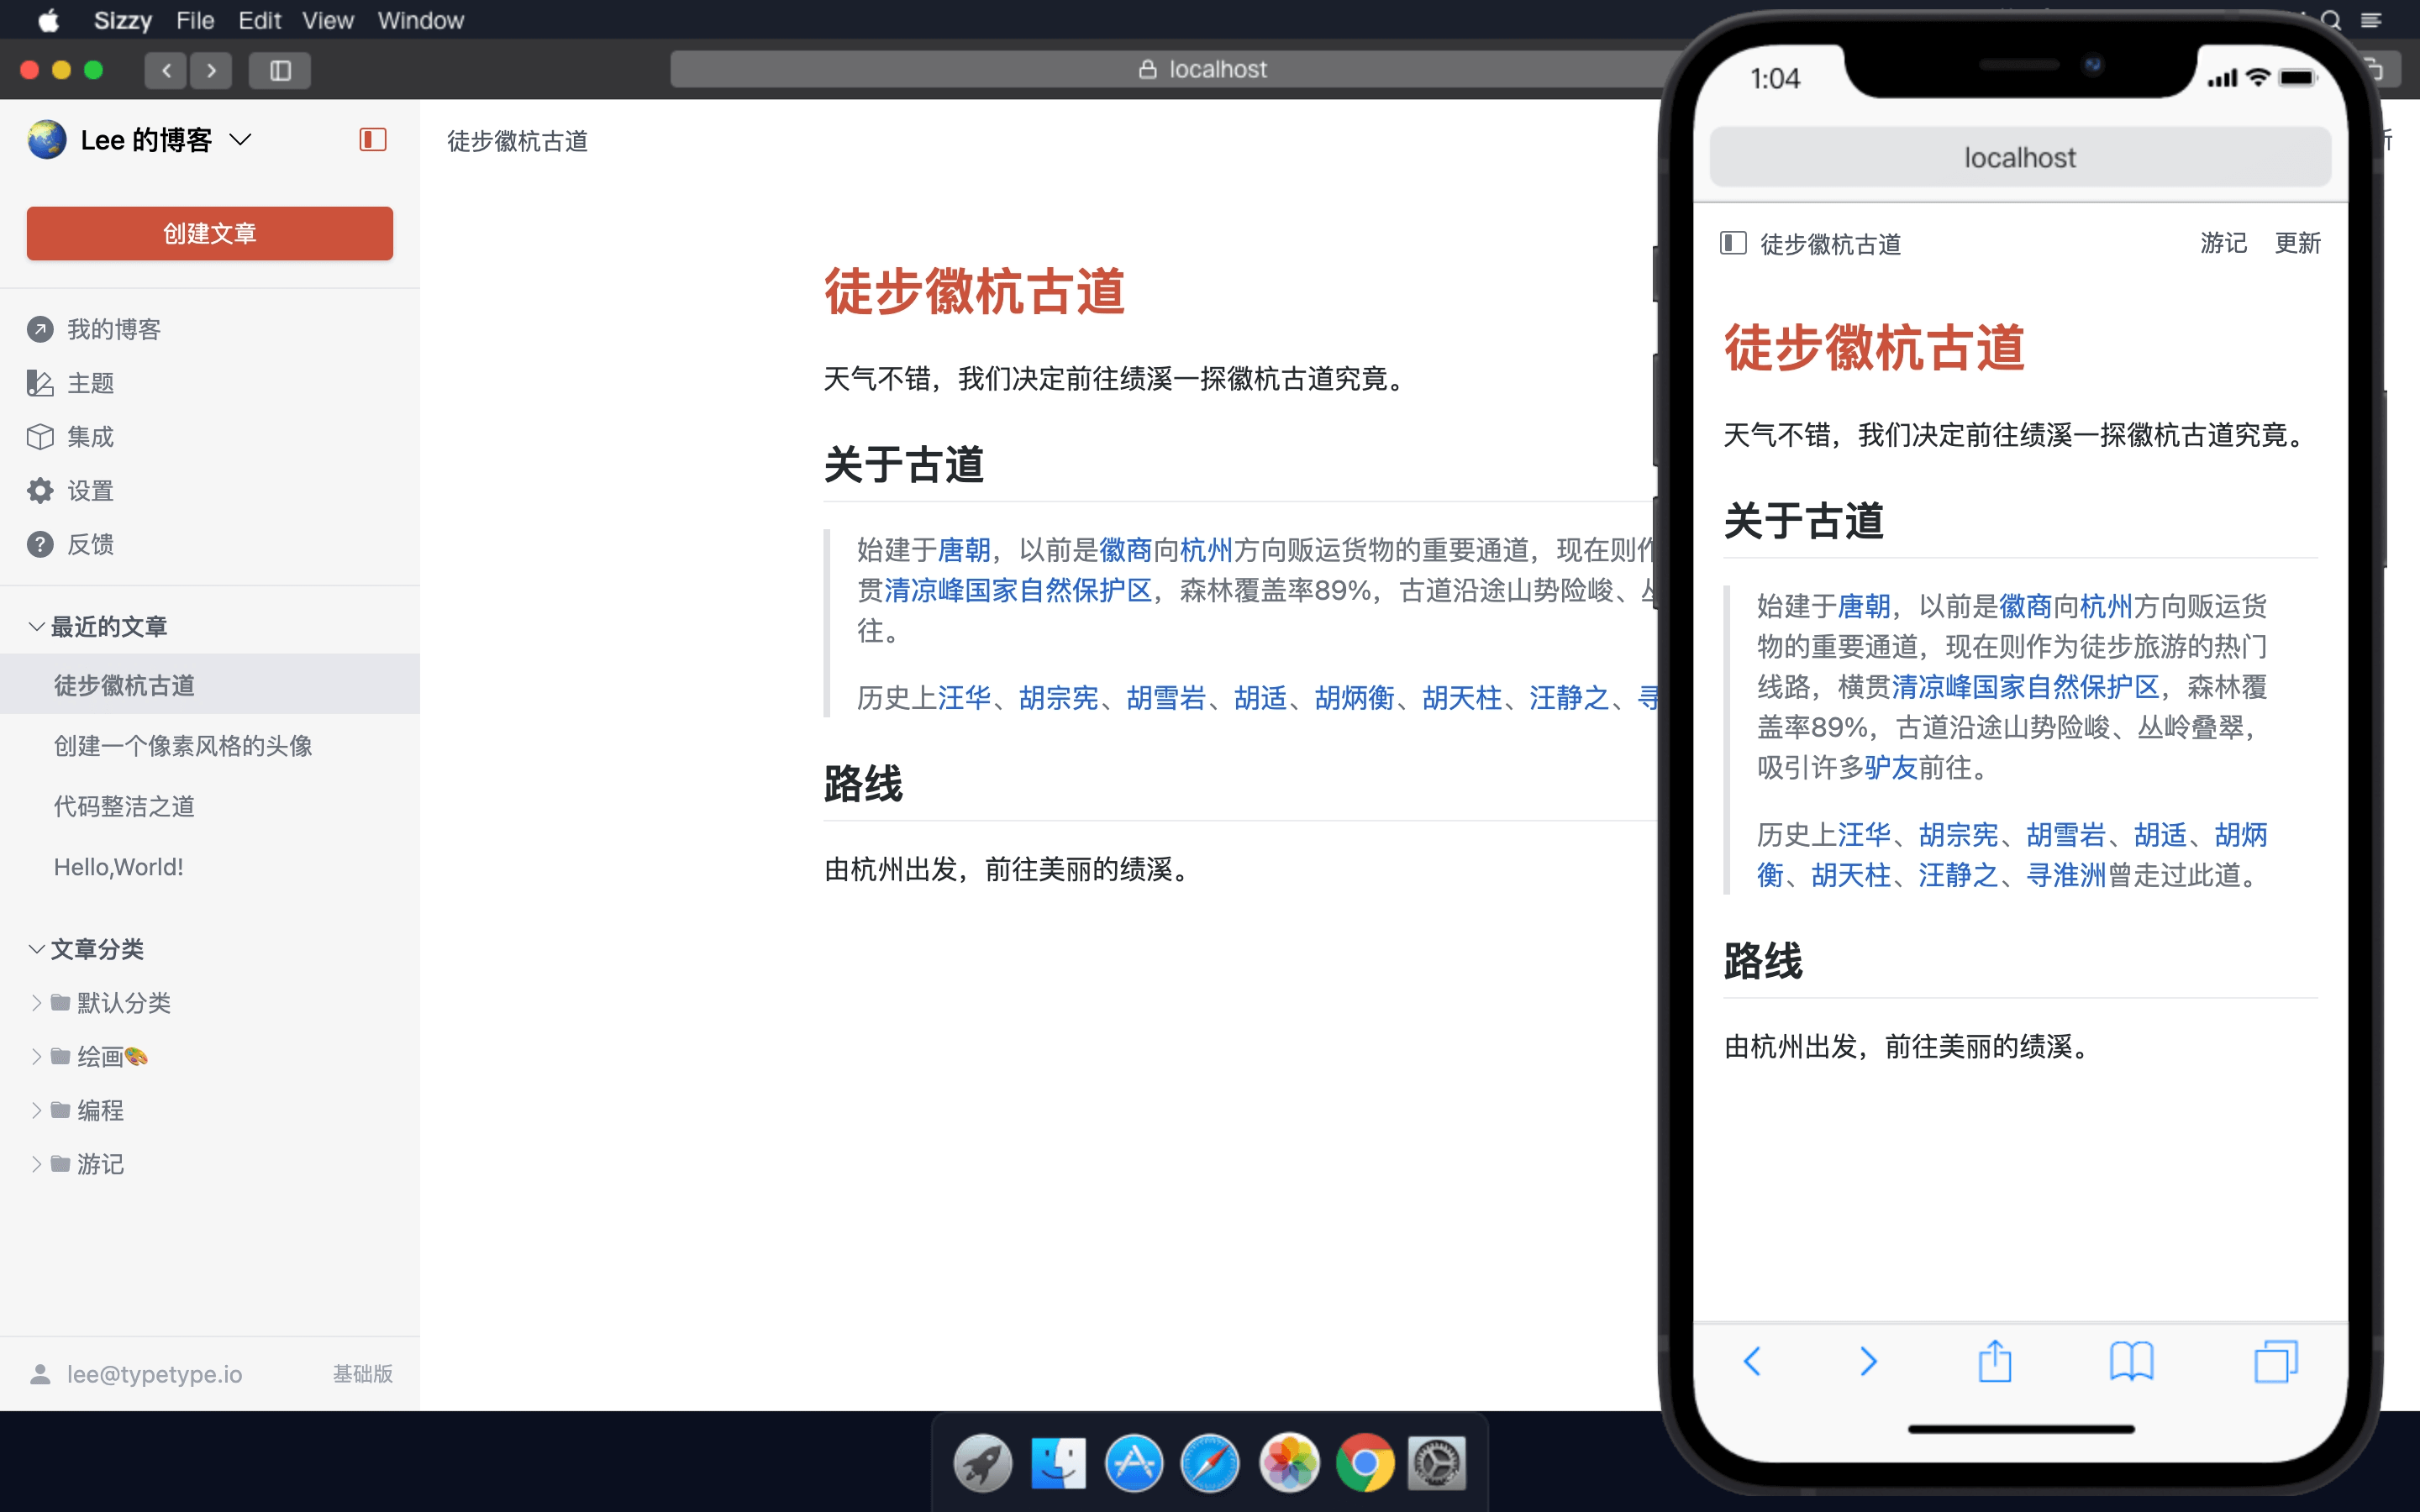 Sizzy File Edit View Window
localhost
Lee 的博客
创建文章
我的博客
主题
集成
设置
反馈
最近的文章
徒步徽杭古道
创建一个像素风格的头像
代码整洁之道
Hello,World!
文章分类
默认分类
绘画🎨
编程
游记
lee@typetype.io 基础版
徒步徽杭古道
徒步徽杭古道
天气不错，我们决定前往绩溪一探徽杭古道究竟。
关于古道
始建于唐朝，以前是徽商向杭州方向贩运货物的重要通道，现在则作
贯清凉峰国家自然保护区，森林覆盖率89%，古道沿途山势险峻、丛
往。
历史上汪华、胡宗宪、胡雪岩、胡适、胡炳衡、胡天柱、汪静之、寻
路线
由杭州出发，前往美丽的绩溪。
1:04
localhost
徒步徽杭古道 游记 更新
徒步徽杭古道
天气不错，我们决定前往绩溪一探徽杭古道究竟。
关于古道
始建于唐朝，以前是徽商向杭州方向贩运货
物的重要通道，现在则作为徒步旅游的热门
线路，横贯清凉峰国家自然保护区，森林覆
盖率89%，古道沿途山势险峻、丛岭叠翠，
吸引许多驴友前往。
历史上汪华、胡宗宪、胡雪岩、胡适、胡炳
衡、胡天柱、汪静之、寻淮洲曾走过此道。
路线
由杭州出发，前往美丽的绩溪。